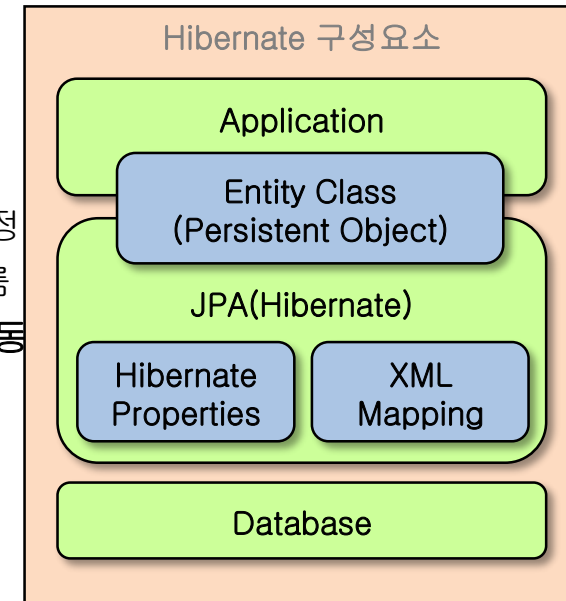 Hibernate 구성요소
Application
Entity Class
(Persistent Object)
JPA(Hibernate)
Hibernate
Properties
XML
Mapping
Database